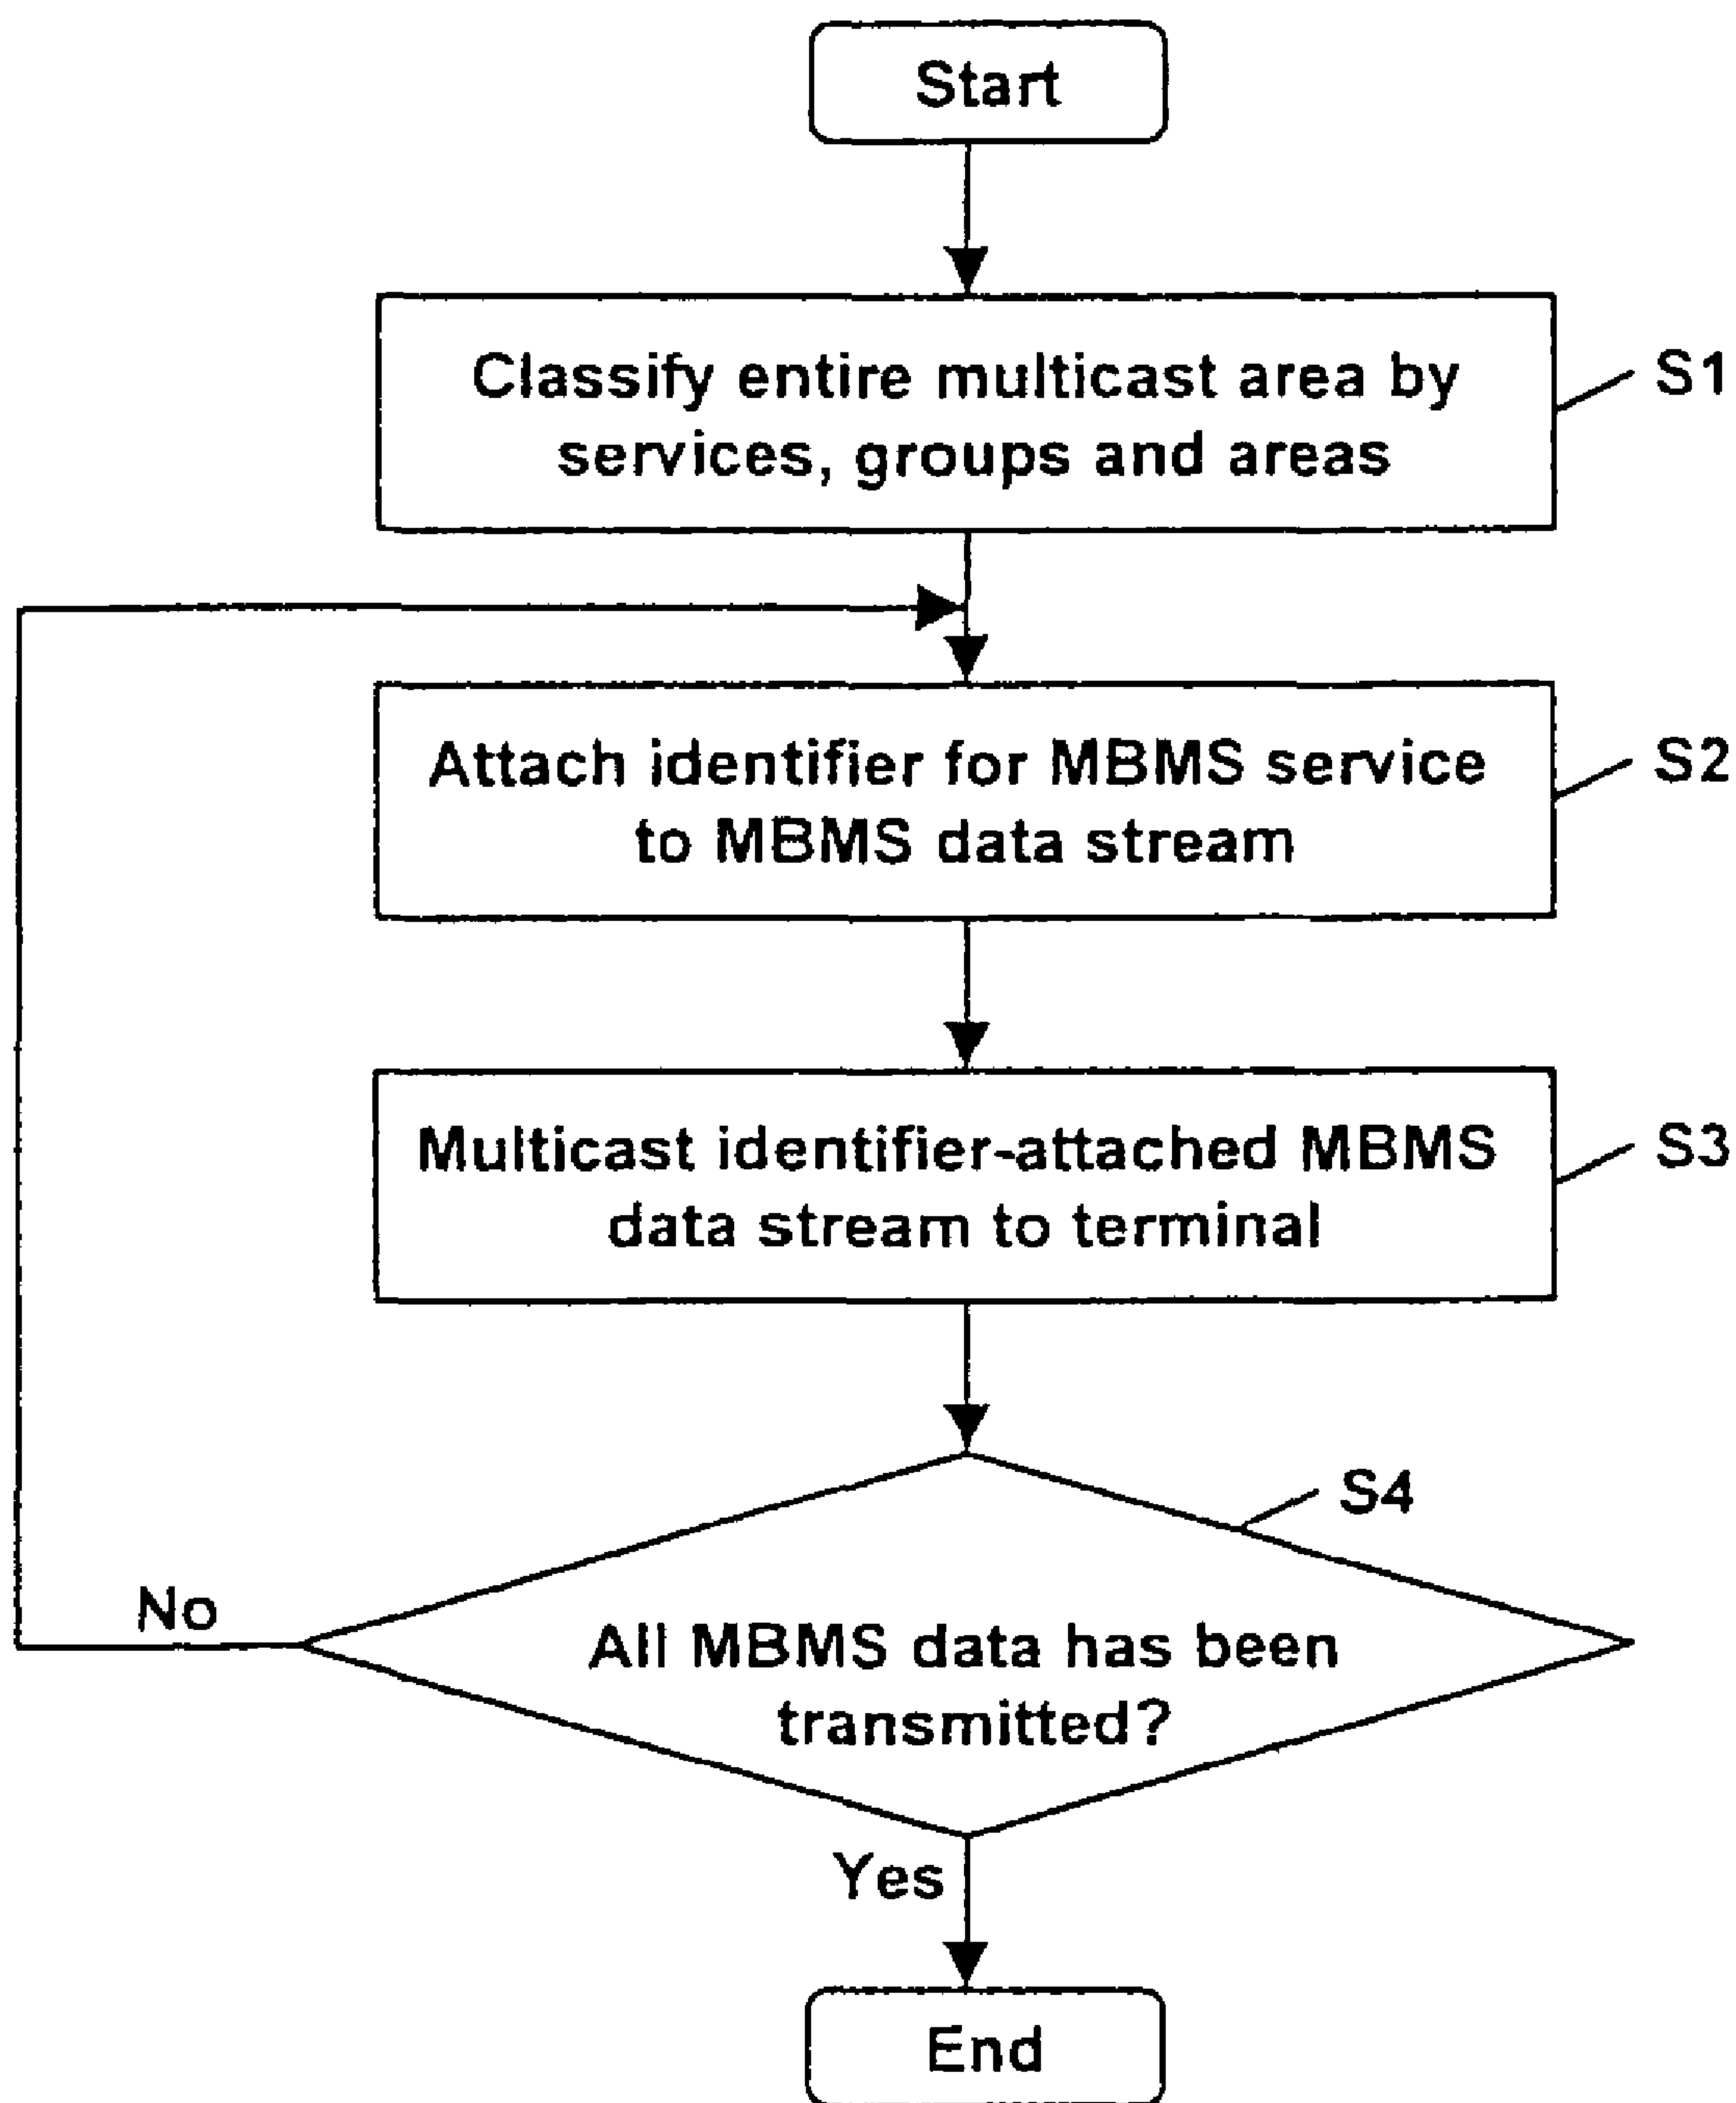 Start
Classify entire multicast area by
services, groups and areas
S1
Attach identifier for MBMS service
to MBMS data stream
S2
Multicast identifier-attached MBMS
data stream to terminal
S3
S4
No
All MBMS data has been
transmitted?
Yes
End